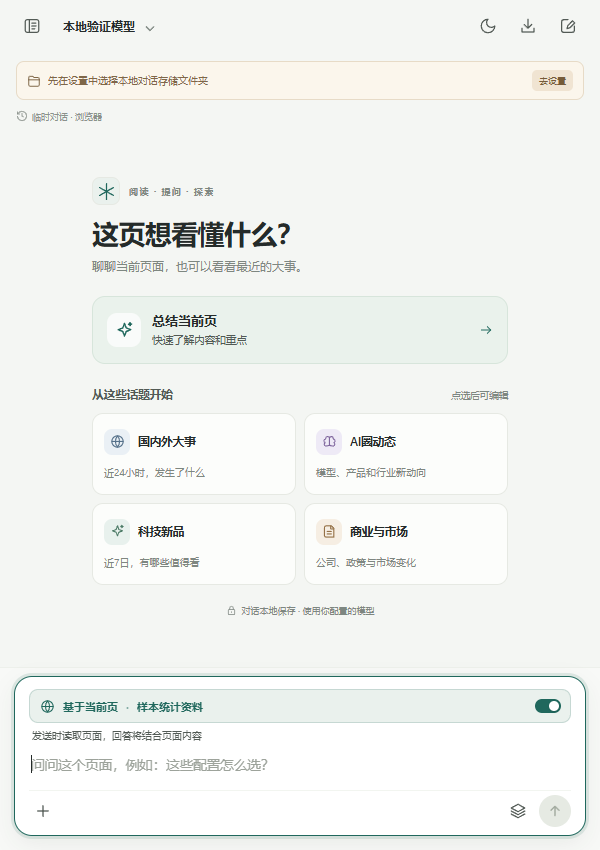 本地验证模型
先在设置中选择本地对话存储文件夹
去设置
临时对话 · 浏览器
阅读 · 提问 · 探索
这页想看懂什么？
聊聊当前页面，也可以看看最近的大事。
总结当前页
快速了解内容和重点
从这些话题开始
点选后可编辑
国内外大事
近24小时，发生了什么
AI圈动态
模型、产品和行业新动向
科技新品
近7日，有哪些值得看
商业与市场
公司、政策与市场变化
对话本地保存 · 使用你配置的模型
基于当前页 · 样本统计资料
发送时读取页面，回答将结合页面内容
问问这个页面，例如：这些配置怎么选？